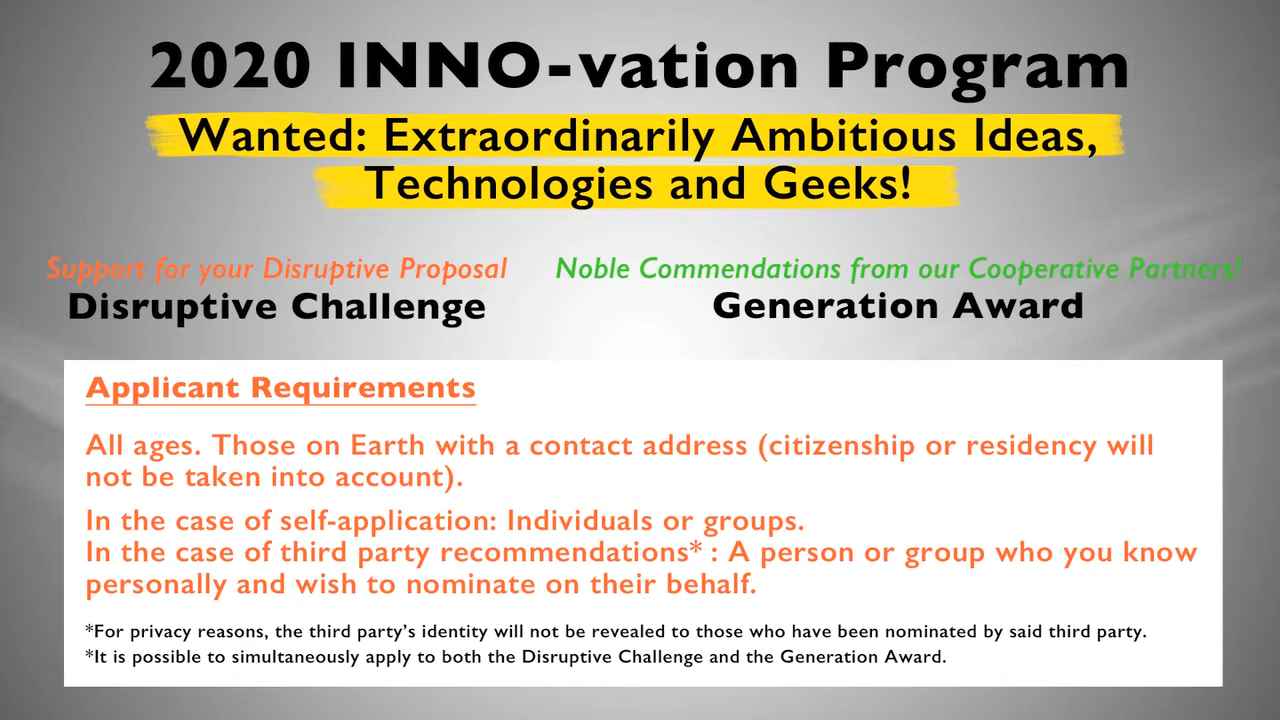 2020 INNO-vation Program
Wanted: Extraordinarily Ambitious Ideas,
Technologies and Geeks!
Support for your Disruptive Proposal
Disruptive Challenge
Noble Commendations from our Cooperative Partners!
Generation Award
Applicant Requirements
All ages. Those on Earth with a contact address (citizenship or residency will
not be taken into account).
In the case of self-application: Individuals or groups.
In the case of third party recommendations* : A person or group who you know
personally and wish to nominate on their behalf.
*For privacy reasons, the third party’s identity will not be revealed to those who have been nominated by said third party.
*It is possible to simultaneously apply to both the Disruptive Challenge and the Generation Award.